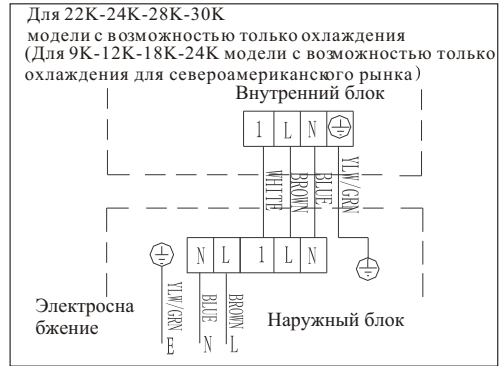 Для 22K-24K-28K-30K
модели с возможностью только охлаждения
(Для 9K-12K-18K-24K модели с возможностью только
охлаждения для североамериканского рынка)
Внутренний блок
1 L N
WHITE
BROWN
BLUE
YLW/GRN
N L 1 L N
YLW/GRN
BLUE
BROWN
Электросна
бжение
E N L
Наружный блок